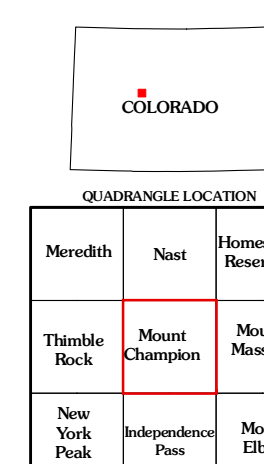 COLORADO
QUADRANGLE LOCATION
Meredith
Nast
Thimble
Rock
Mount
Champion
New
York
Peak
Independence
Pass